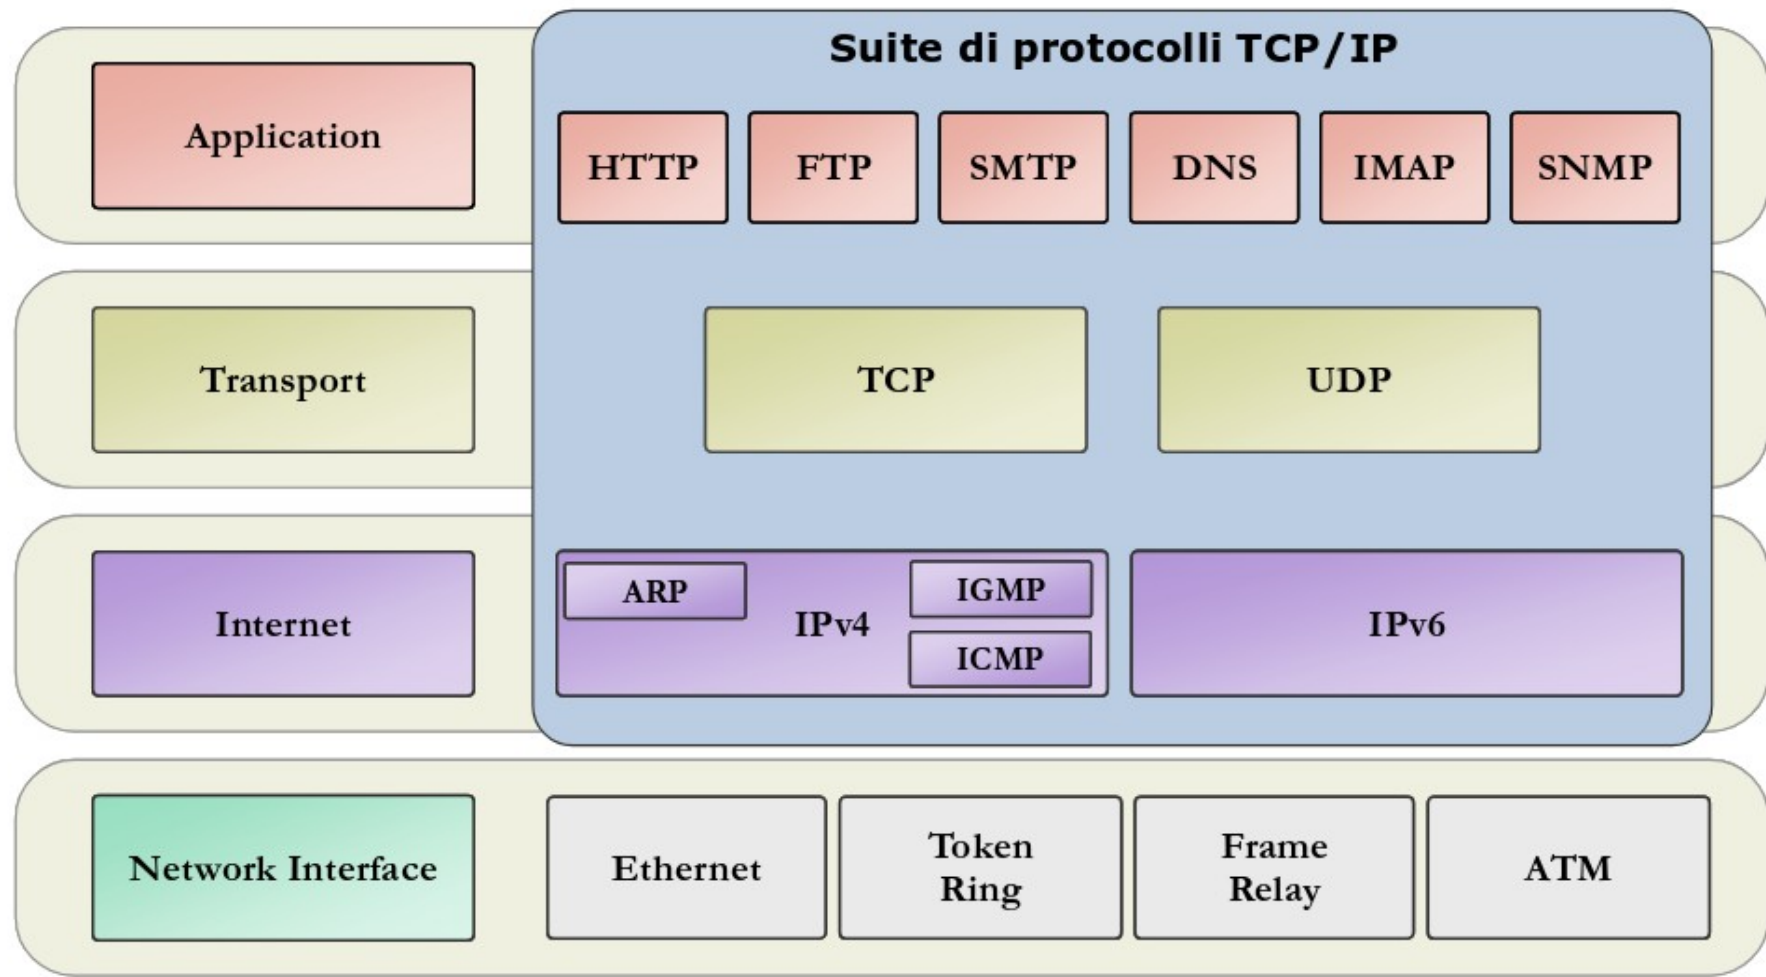 Suite di protocolli TCP/IP
Application
HTTP
FTP
SMTP
DNS
IMAP
SNMP
Transport
TCP
UDP
Internet
ARP
IPv4
IGMP
ICMP
IPv6
Network Interface
Ethernet
Token
Ring
Frame
Relay
ATM